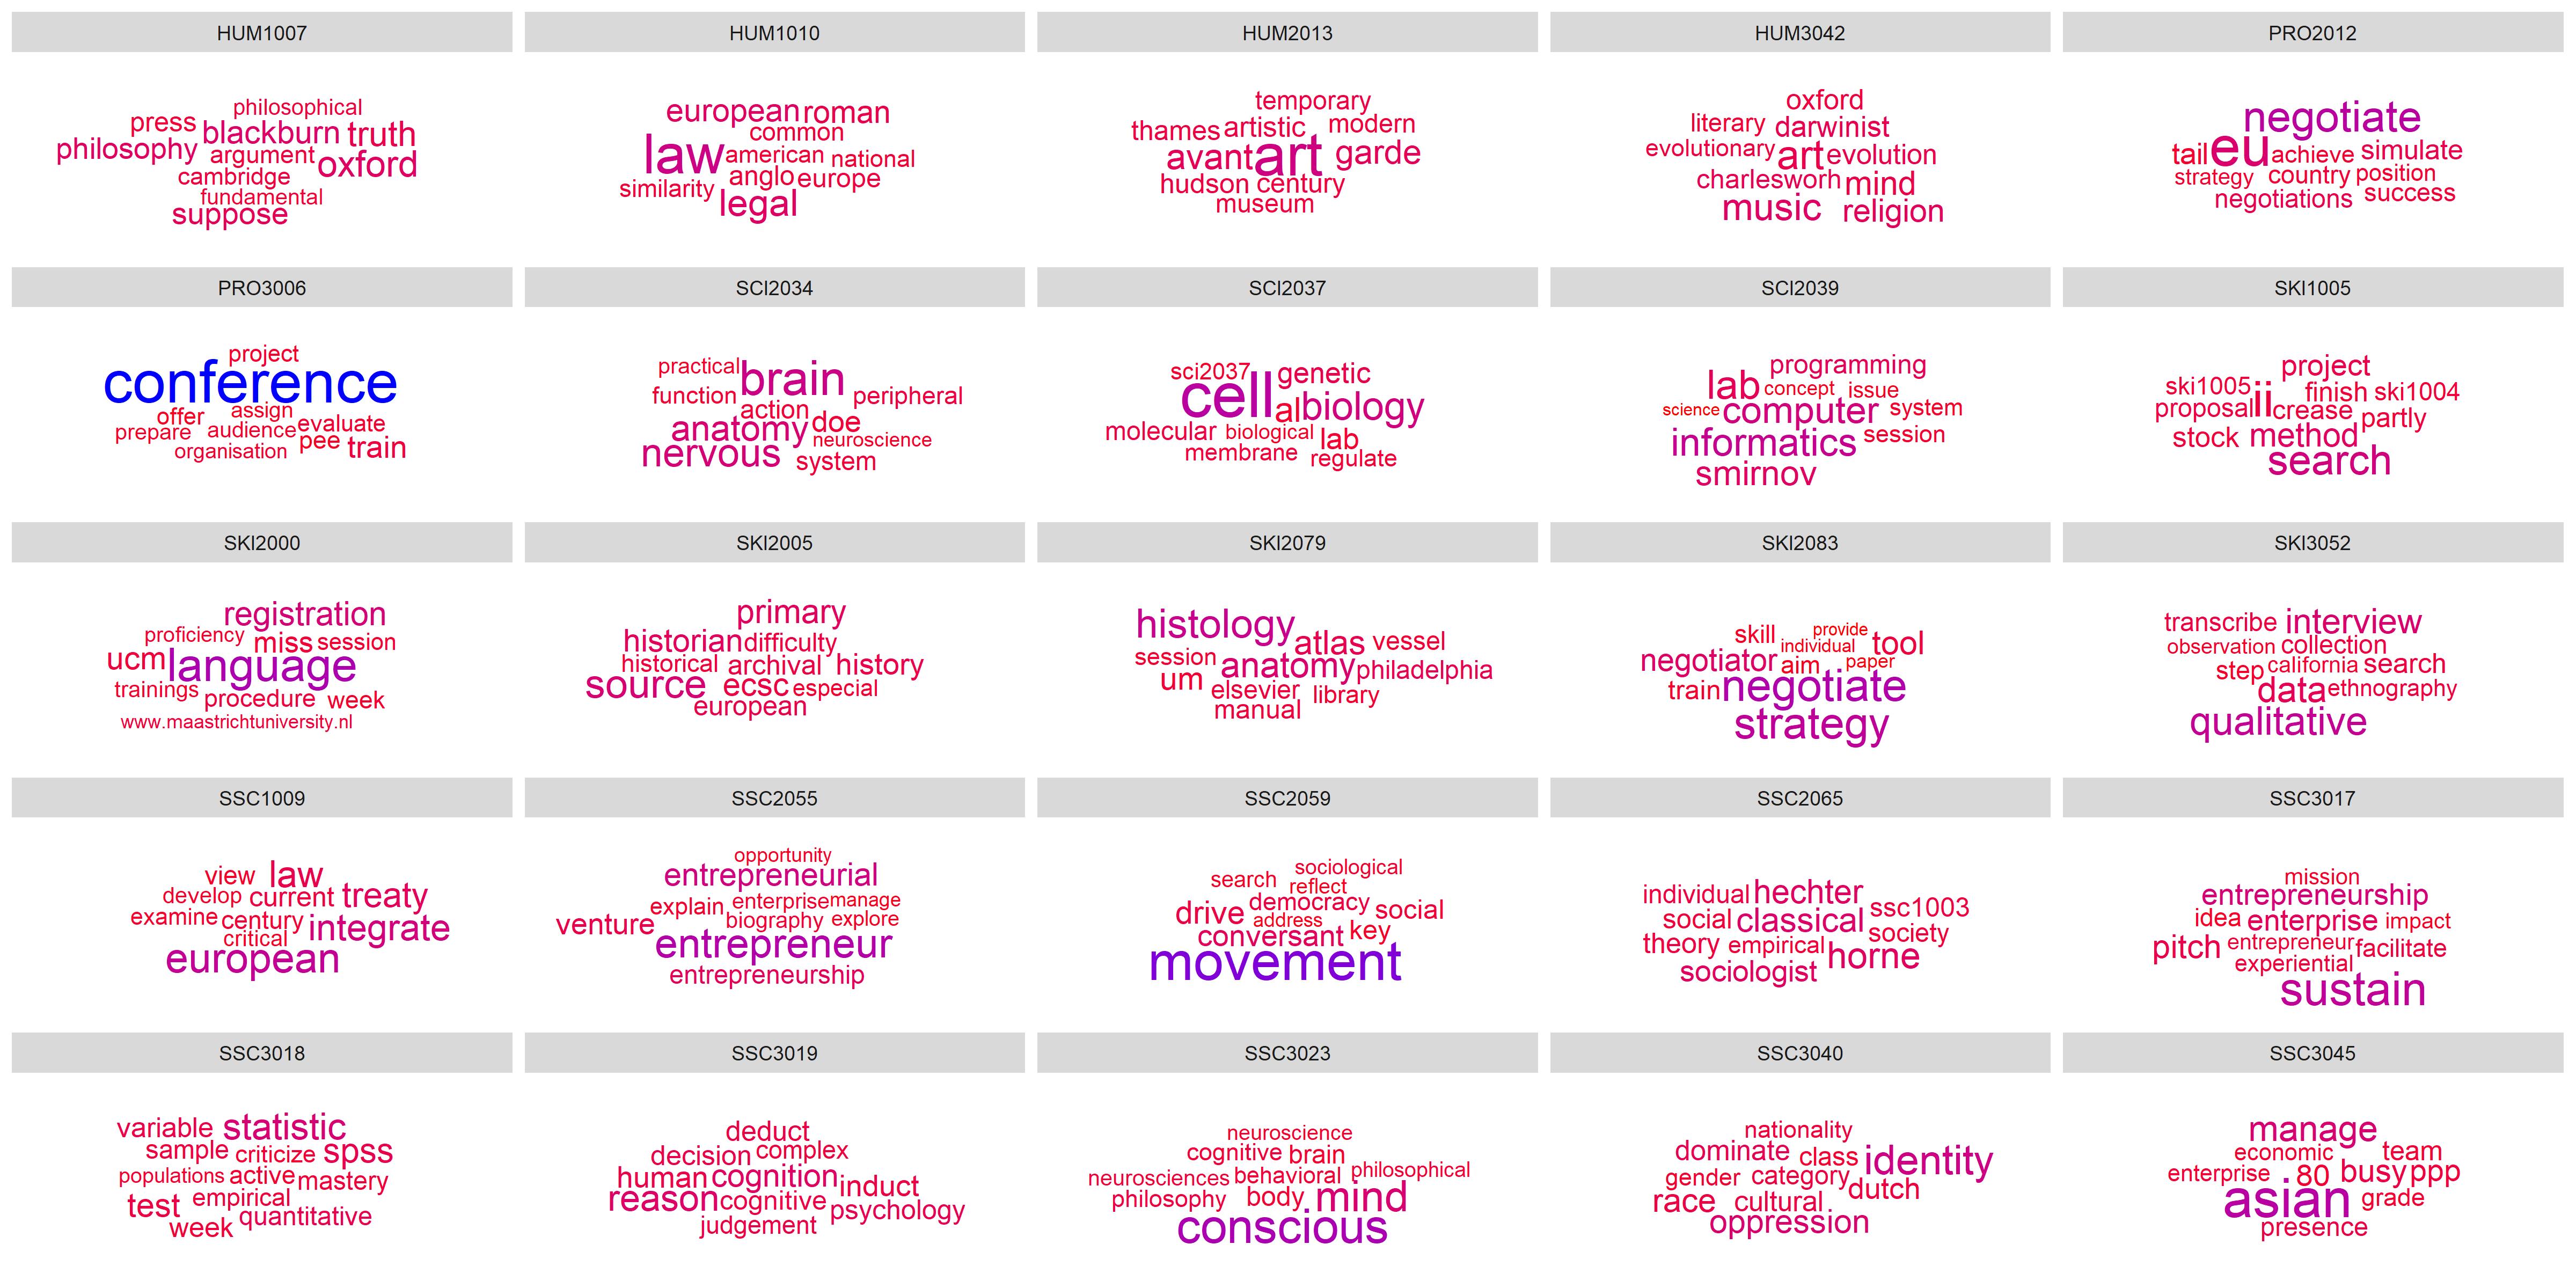 HUM1007
philosophical
press blackburn truth
philosophy argument oxford
cambridge
fundamental
suppose
HUM1010
european roman
common
law american national
similarity anglo europe
legal
HUM2013
temporary
thames artistic modern
avant art garde
hudson century
museum
HUM3042
oxford
literary darwinist
evolutionary art evolution
charlesworh mind
music religion
PRO2012
negotiate
tail eu achieve simulate
strategy country position
negotiations success
PRO3006
project
conference
offer assign evaluate
prepare audience pee train
organisation
SCI2034
practical brain
function peripheral
action doe
anatomy neuroscience
nervous system
SCI2037
sci2037 genetic
cell al biology
molecular biological lab
membrane regulate
SCI2039
programming
lab concept issue
science computer system
informatics session
smirnov
SKI1005
project
ski1005 ii finish ski1004
proposal crease partly
stock method
search
SKI2000
registration
proficiency miss session
ucm language
trainings procedure week
www.maastrichtuniversity.nl
SKI2005
primary
historian difficulty
historical archival history
source ecsc especial
european
SKI2079
histology atlas vessel
session anatomy philadelphia
um elsevier library
manual
SKI2083
provide
skill individual tool
negotiator aim paper
train negotiate
strategy
SKI3052
transcribe interview
observation collection
step california search
data ethnography
qualitative
SSC1009
view law
develop current treaty
examine century integrate
critical
european
SSC2055
opportunity
entrepreneurial
explain enterprise manage
venture biography explore
entrepreneur
entrepreneurship
SSC2059
sociological
search reflect
drive democracy social
address
conversant key
movement
SSC2065
individual hechter ssc1003
social classical society
theory empirical horne
sociologist
SSC3017
mission
entrepreneurship
idea enterprise impact
pitch entrepreneur facilitate
experiential
sustain
SSC3018
variable statistic
sample criticize spss
populations active mastery
test empirical
week quantitative
SSC3019
deduct
decision complex
human cognition induct
reason cognitive psychology
judgement
SSC3023
neuroscience
cognitive brain
neurosciences behavioral philosophical
philosophy body mind
conscious
SSC3040
nationality
dominate class identity
gender category dutch
race cultural
oppression
SSC3045
manage
economic team
enterprise 80 busy ppp
asian grade
presence